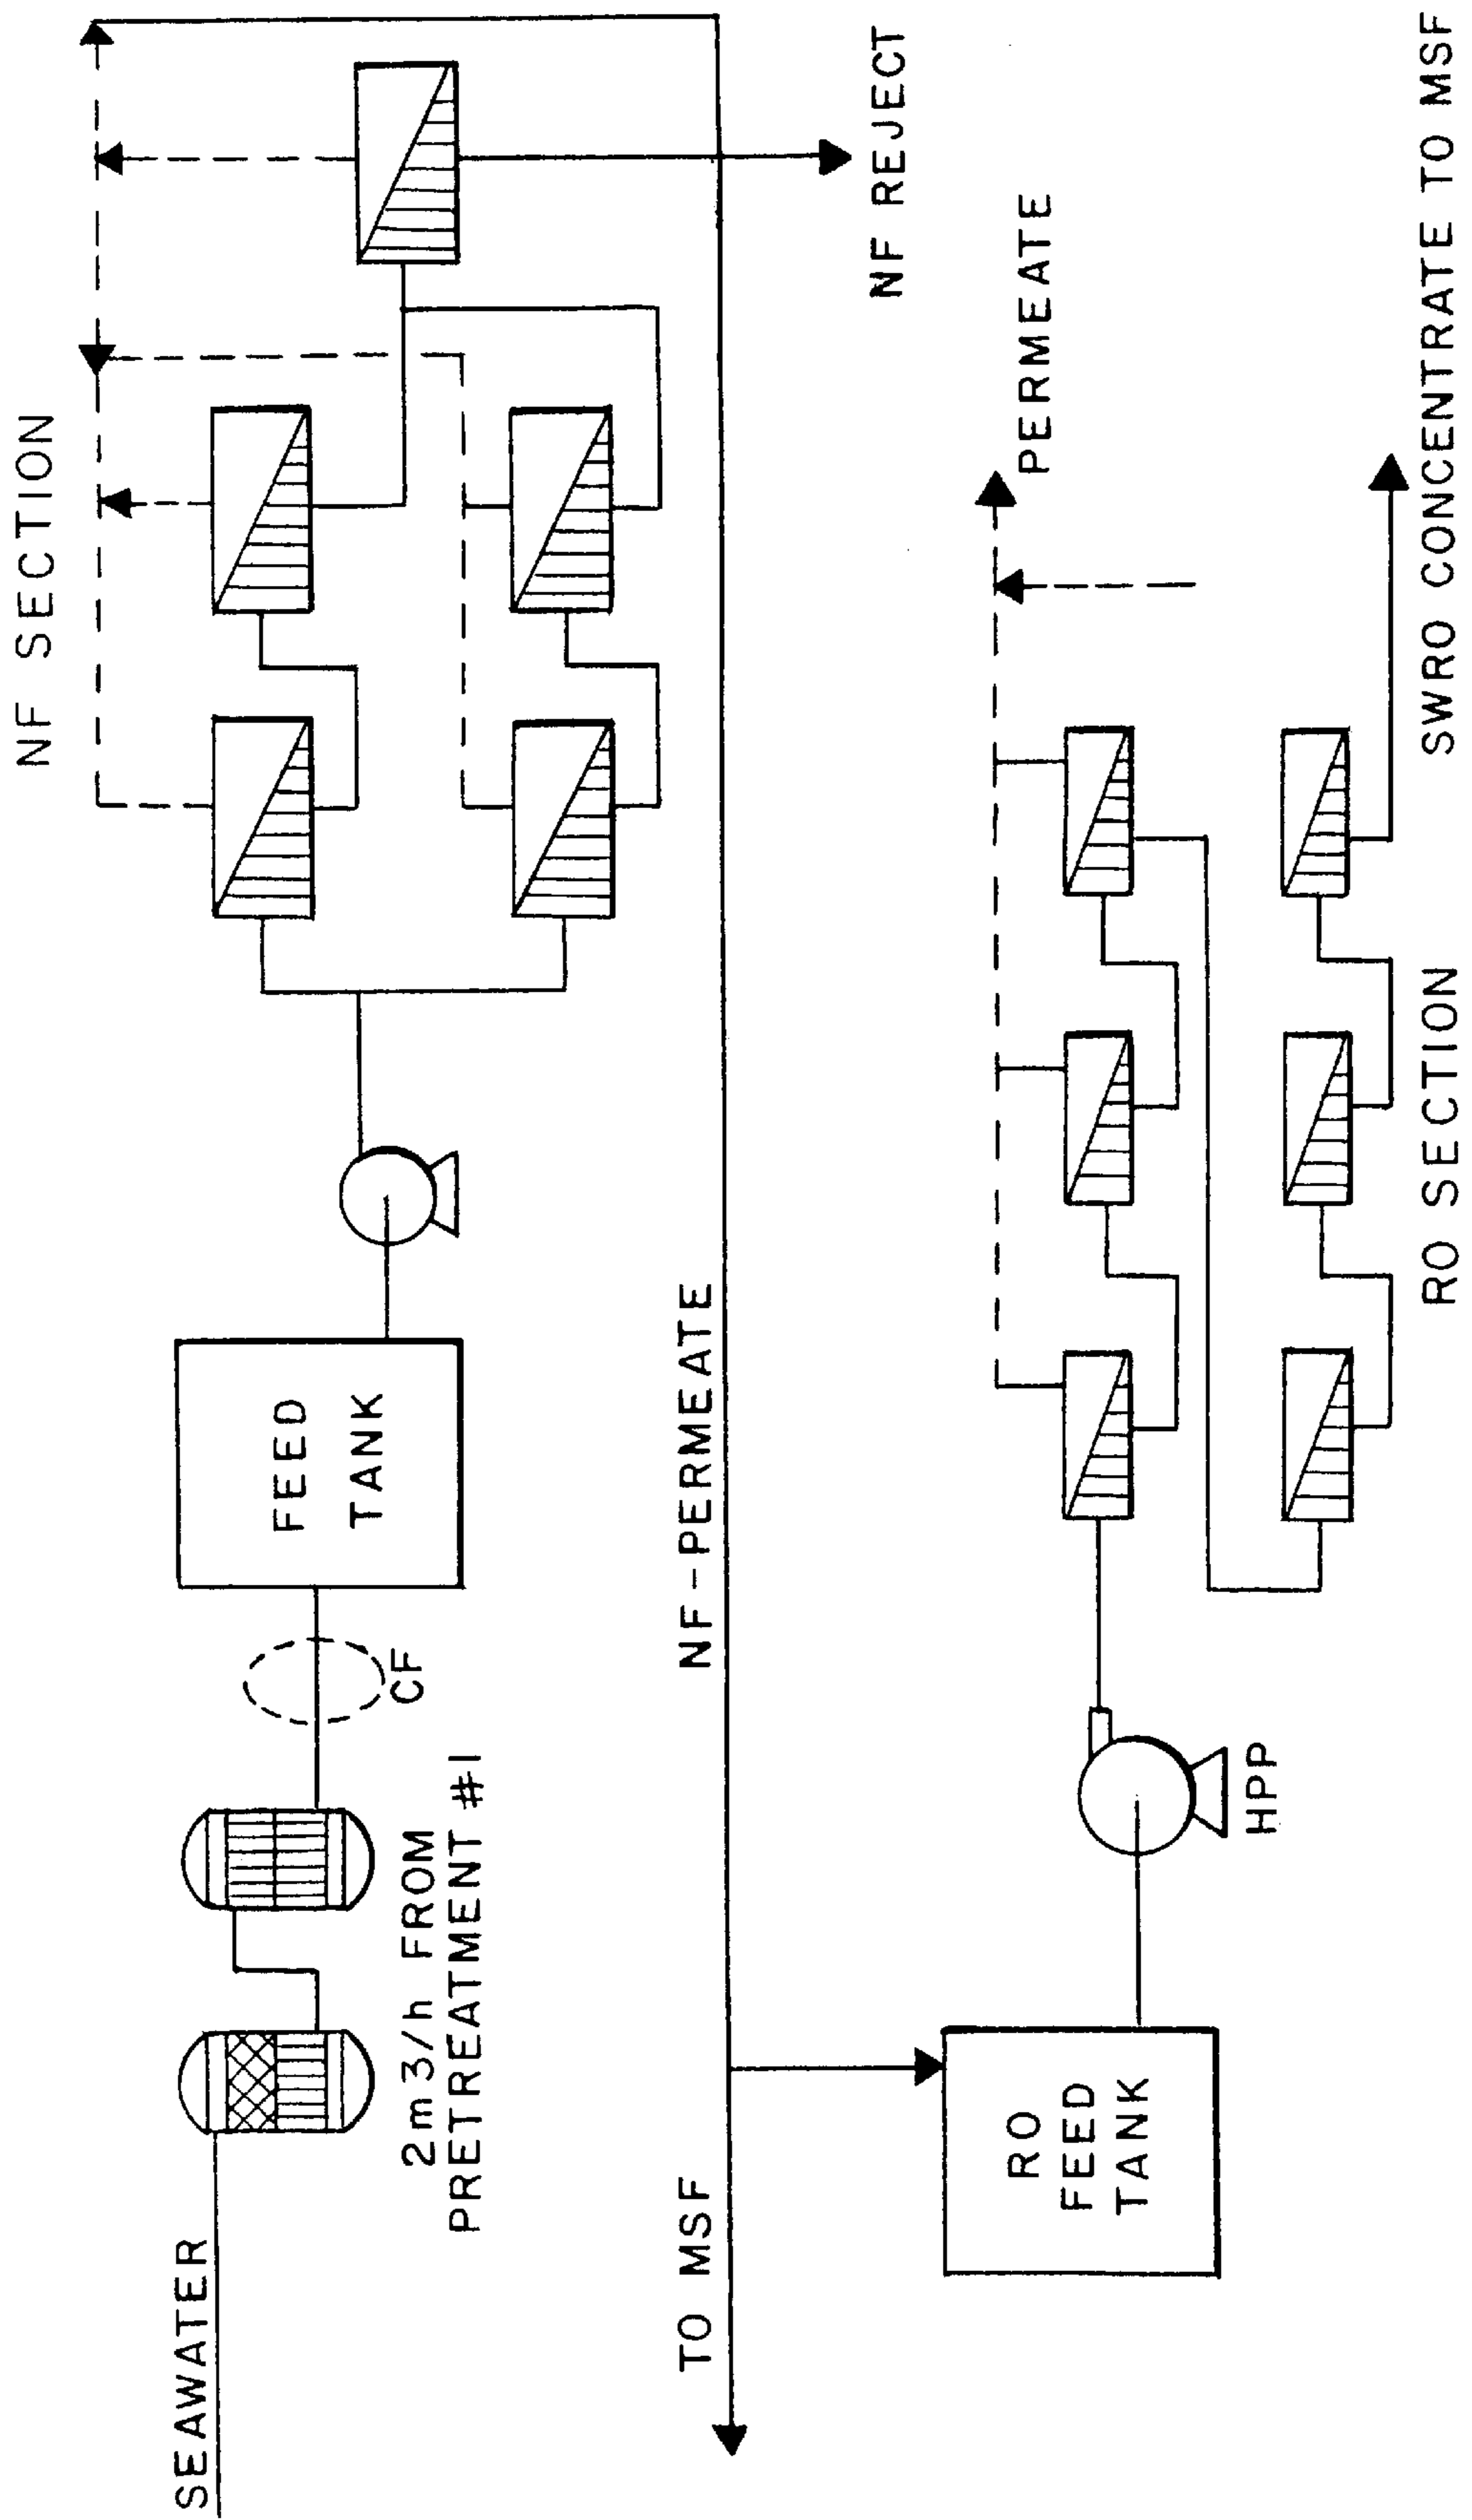 NF SECTION
SEAWATER
FEED
TANK
CF
2m3/h FROM
PRETREATMENT #1
NF REJECT
NF-PERMEATE
TO MSF
PERMEATE
RO
FEED
TANK
HPP
SWRO CONCENTRATE TO MSF
RO SECTION